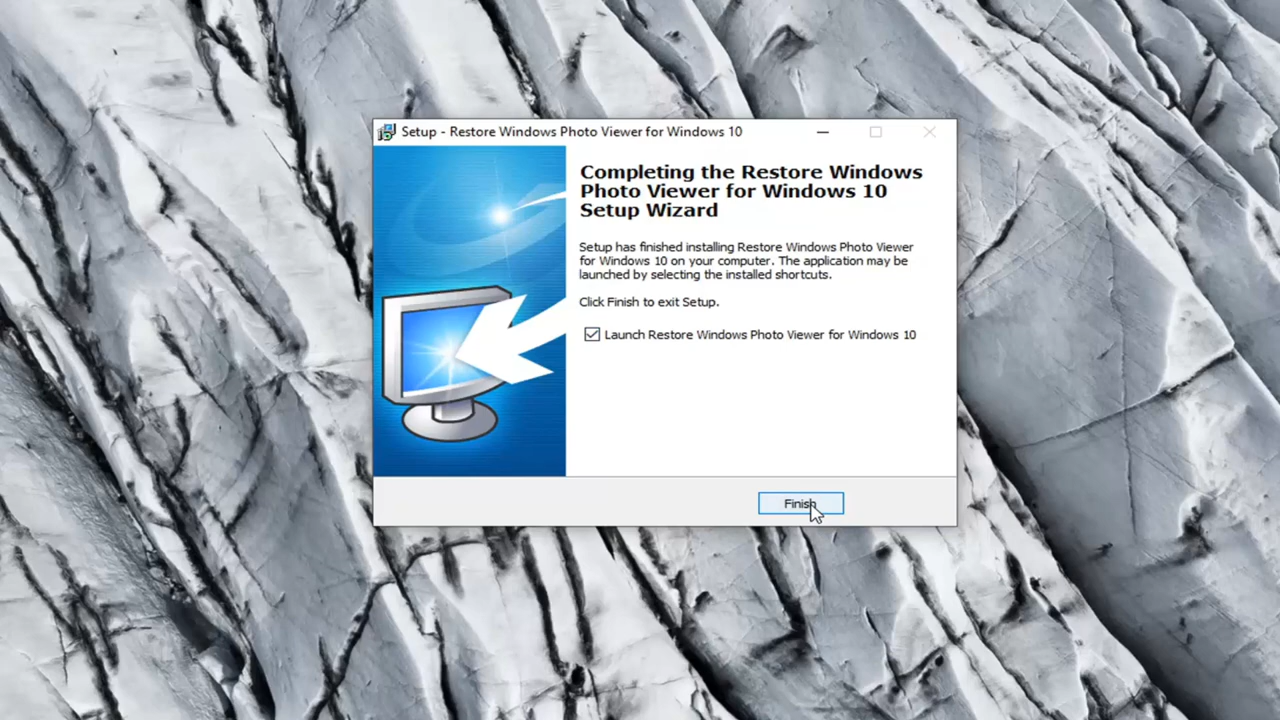 Setup - Restore Windows Photo Viewer for Windows 10
Completing the Restore Windows
Photo Viewer for Windows 10
Setup Wizard
Setup has finished installing Restore Windows Photo Viewer
for Windows 10 on your computer. The application may be
launched by selecting the installed shortcuts.
Click Finish to exit Setup.
Launch Restore Windows Photo Viewer for Windows 10
Finish